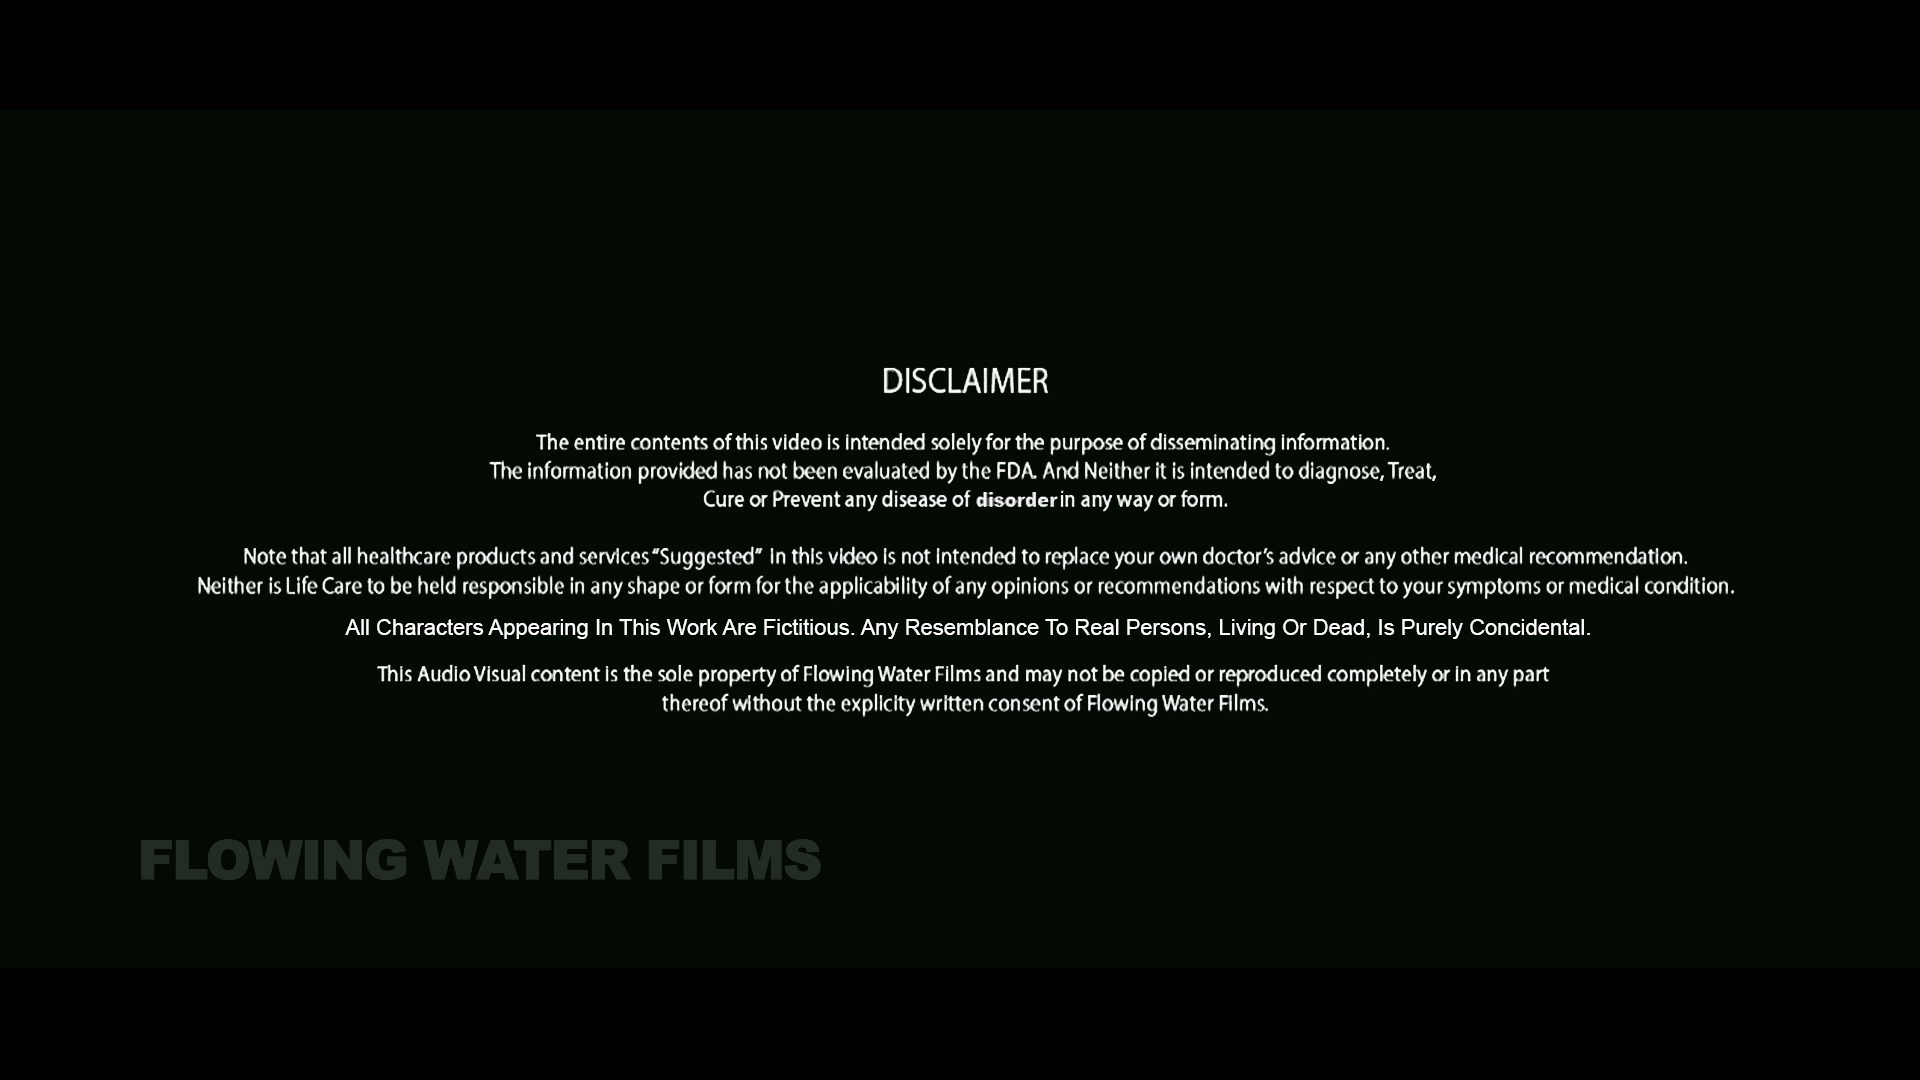 DISCLAIMER
The entire contents of this video is intended solely for the purpose of disseminating information.
The information provided has not been evaluated by the FDA. And Neither it is intended to diagnose, Treat,
Cure or Prevent any disease of disorder in any way or form.
Note that all healthcare products and services “Suggested” in this video is not intended to replace your own doctor’s advice or any other medical recommendation.
Neither is Life Care to be held responsible in any shape or form for the applicability of any opinions or recommendations with respect to your symptoms or medical condition.
All Characters Appearing In This Work Are Fictitious. Any Resemblance To Real Persons, Living Or Dead, Is Purely Concidental.
This Audio Visual content is the sole property of Flowing Water Films and may not be copied or reproduced completely or in any part
thereof without the explicity written consent of Flowing Water Films.
FLOWING WATER FILMS